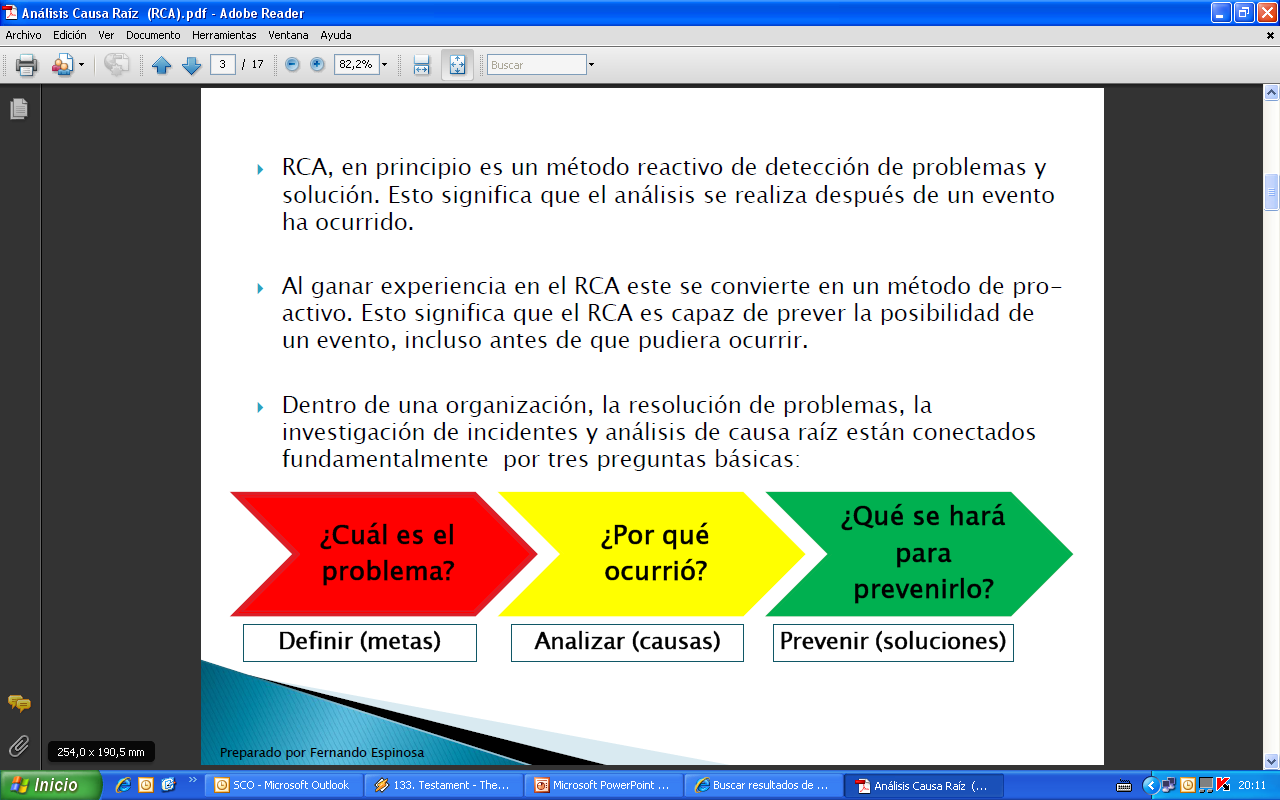 Análisis Causa Raíz (RCA).pdf - Adobe Reader
Archivo Edición Ver Documento Herramientas Ventana Ayuda
3 / 17 82,2% Buscar
RCA, en principio es un método reactivo de detección de problemas y
solución. Esto significa que el análisis se realiza después de un evento
ha ocurrido.
Al ganar experiencia en el RCA este se convierte en un método de pro-
activo. Esto significa que el RCA es capaz de prever la posibilidad de
un evento, incluso antes de que pudiera ocurrir.
Dentro de una organización, la resolución de problemas, la
investigación de incidentes y análisis de causa raíz están conectados
fundamentalmente por tres preguntas básicas:
¿Cuál es el
problema?
¿Por qué
ocurrió?
¿Qué se hará
para
prevenirlo?
Definir (metas) Analizar (causas) Prevenir (soluciones)
Preparado por Fernando Espinosa
254,0 x 190,5 mm
Inicio SCO - Microsoft Outlook 133. Testament - The... Microsoft PowerPoint ... Buscar resultados de ... Análisis Causa Raíz (... 20:11